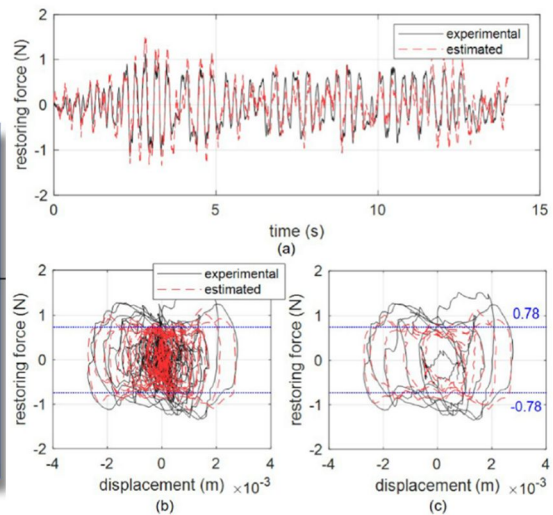 2
experimental
estimated
1
0
-1
-2
restoring force (N)
0
5
10
15
time (s)
(a)
experimental
estimated
2
1
0
-1
-2
restoring force (N)
-4
-2
0
2
4
displacement (m) ×10⁻³
(b)
2
1
0
-1
-2
restoring force (N)
0.78
-0.78
-4
-2
0
2
4
displacement (m) ×10⁻³
(c)